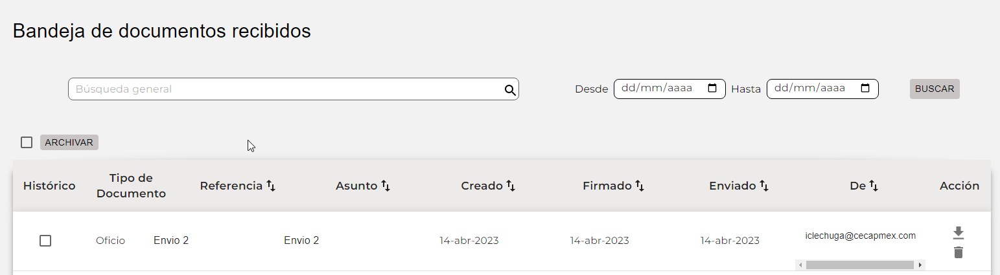 Bandeja de documentos recibidos
Búsqueda general
Desde dd/mm/aaaa Hasta dd/mm/aaaa BUSCAR
ARCHIVAR
Histórico Tipo de Documento Referencia Asunto Creado Firmado Enviado De Acción
Oficio Envio 2 Envio 2 14-abr-2023 14-abr-2023 14-abr-2023 iclechuga@cecapmex.com